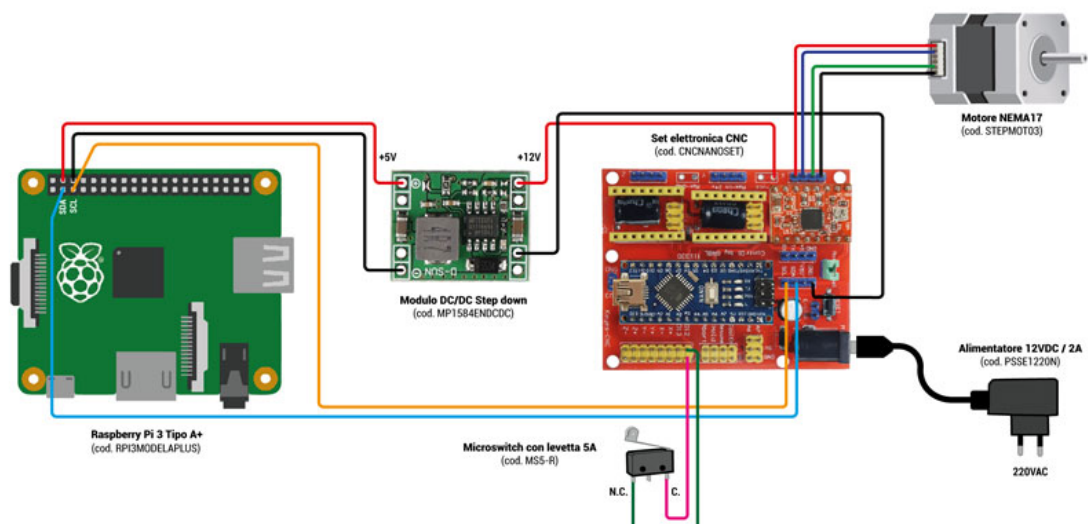 Motore NEMA17
(cod. STEPMOT03)
Set elettronica CNC
(cod. CNCNANOSET)
+5V
+12V
SDA
SCL
D-SUN
Modulo DC/DC Step down
(cod. MP1584ENDCDC)
Alimentatore 12VDC / 2A
(cod. PSSE1220N)
220VAC
Raspberry Pi 3 Tipo A+
(cod. RPI3MODELAPLUS)
Microswitch con levetta 5A
(cod. MS5-R)
N.C.
C.